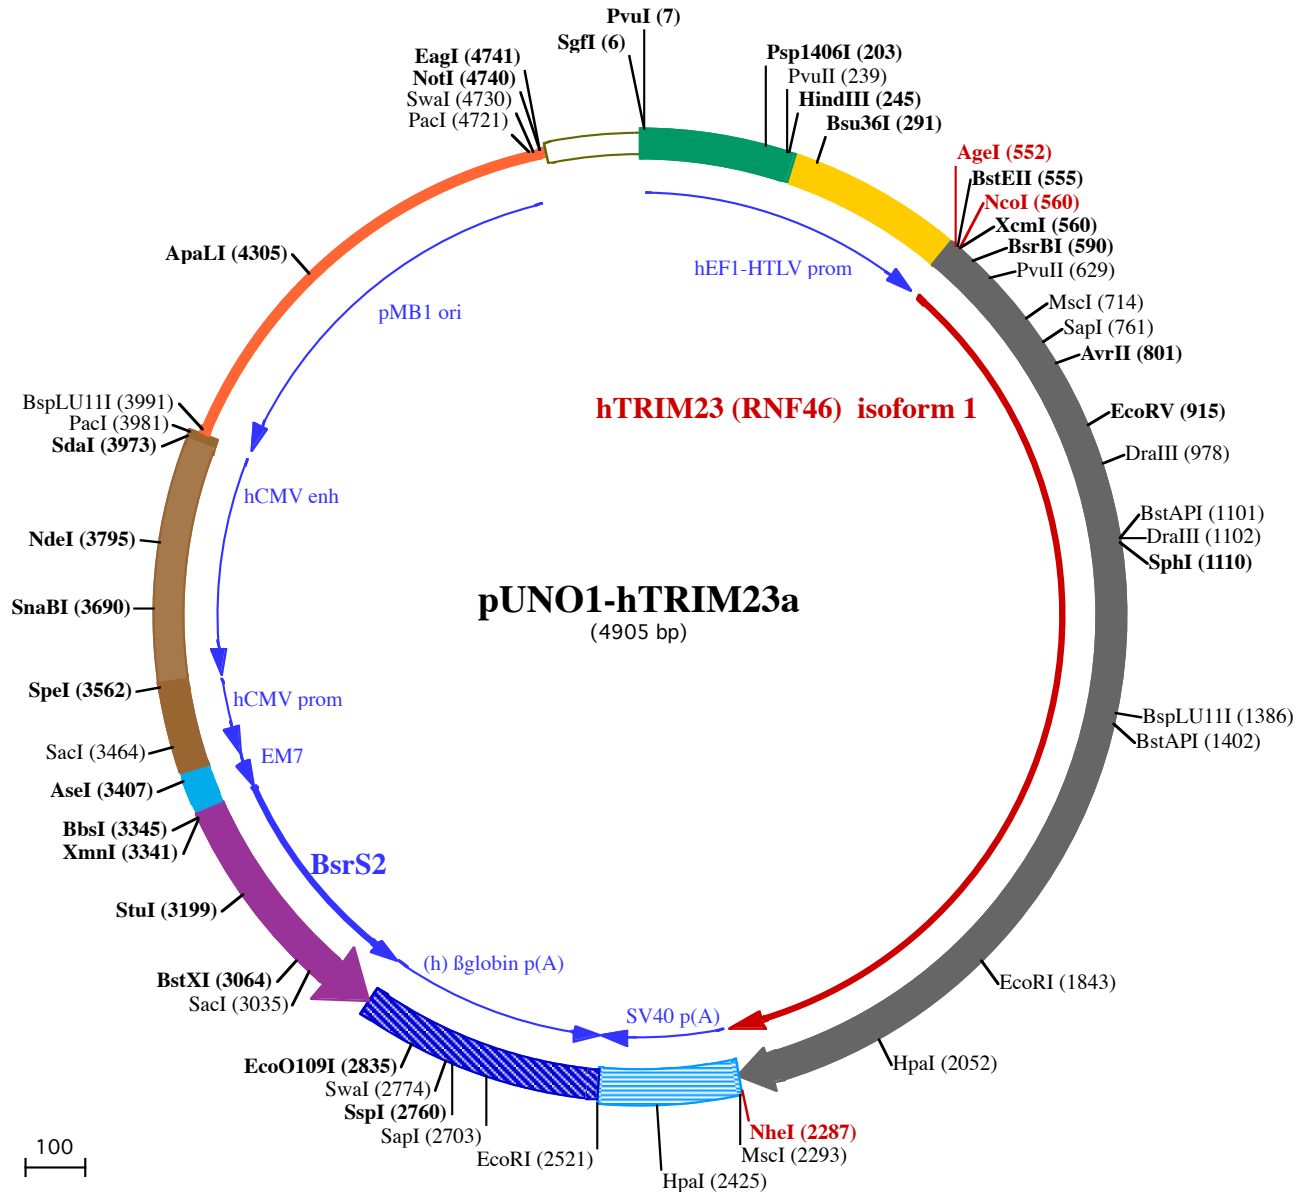 PvuI (7)
SgfI (6)
EagI (4741)
NotI (4740)
SwaI (4730)
PacI (4721)
Psp1406I (203)
PvuII (239)
HindIII (245)
Bsu36I (291)
AgeI (552)
BstEII (555)
NcoI (560)
XcmI (560)
BsrBI (590)
PvuII (629)
MscI (714)
SapI (761)
AvrII (801)
EcoRV (915)
DraIII (978)
BstAPI (1101)
DraIII (1102)
SphI (1110)
BspLU11I (1386)
BstAPI (1402)
EcoRI (1843)
HpaI (2052)
NheI (2287)
MscI (2293)
HpaI (2425)
EcoRI (2521)
SapI (2703)
SspI (2760)
SwaI (2774)
EcoO109I (2835)
SacI (3035)
BstXI (3064)
StuI (3199)
XmnI (3341)
BbsI (3345)
AseI (3407)
SacI (3464)
SpeI (3562)
SnaBI (3690)
NdeI (3795)
SdaI (3973)
PacI (3981)
BspLU11I (3991)
ApaLI (4305)
hEF1-HTLV prom
pMB1 ori
hTRIM23 (RNF46) isoform 1
hCMV enh
pUNO1-hTRIM23a
(4905 bp)
hCMV prom
EM7
BsrS2
(h) ßglobin p(A)
SV40 p(A)
100